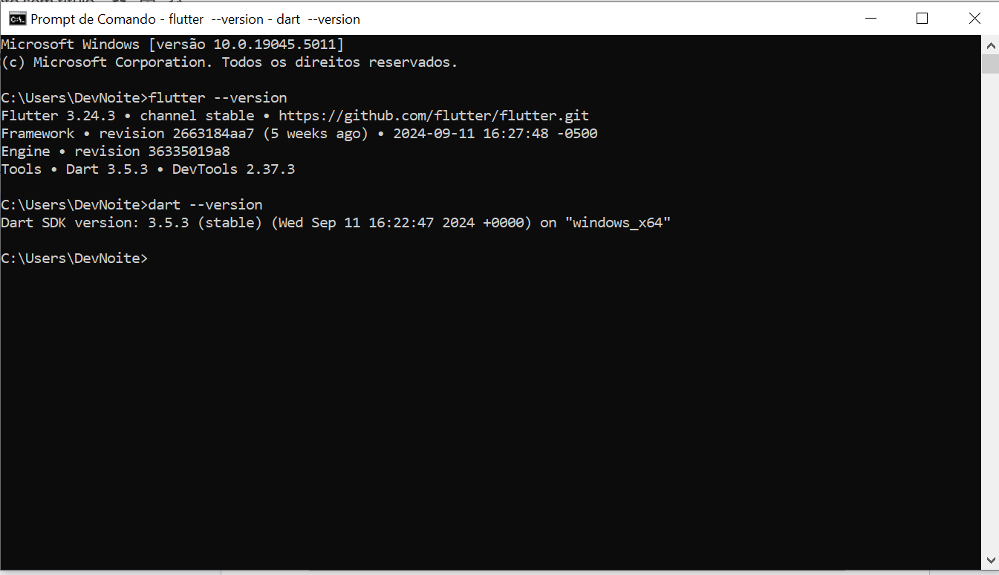 Prompt de Comando - flutter  --version - dart  --version
Microsoft Windows [versão 10.0.19045.5011]
(c) Microsoft Corporation. Todos os direitos reservados.
C:\Users\DevNoite>flutter --version
Flutter 3.24.3 • channel stable • https://github.com/flutter/flutter.git
Framework • revision 2663184aa7 (5 weeks ago) • 2024-09-11 16:27:48 -0500
Engine • revision 36335019a8
Tools • Dart 3.5.3 • DevTools 2.37.3
C:\Users\DevNoite>dart --version
Dart SDK version: 3.5.3 (stable) (Wed Sep 11 16:22:47 2024 +0000) on "windows_x64"
C:\Users\DevNoite>